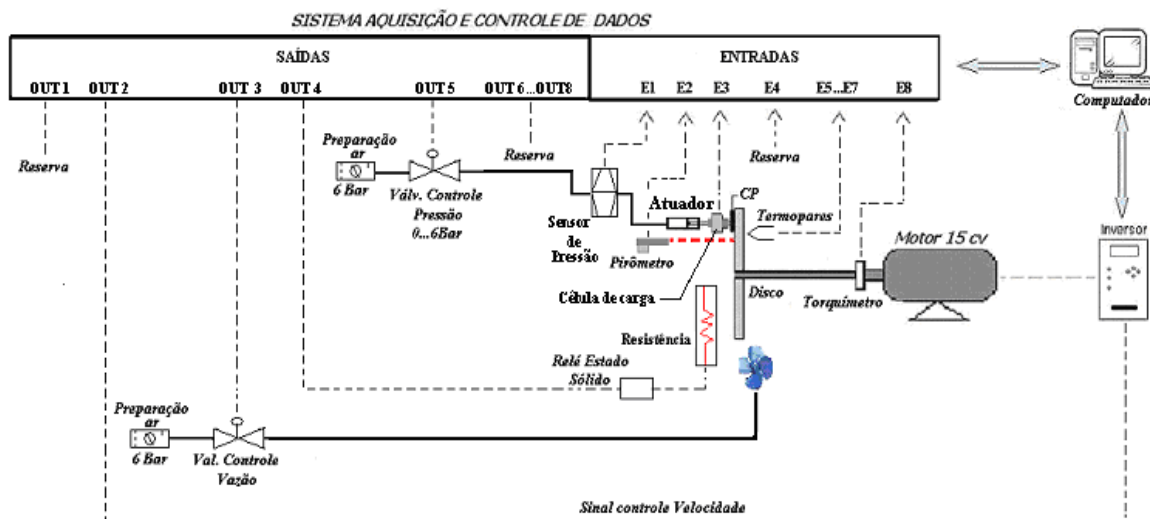 SISTEMA AQUISIÇÃO E CONTROLE DE DADOS
SAÍDAS
ENTRADAS
OUT 1
OUT 2
OUT 3
OUT 4
OUT 5
OUT 6...OUT8
E1
E2
E3
E4
E5...E7
E8
Computador
Reserva
Preparação
ar
6 Bar
Válv. Controle
Pressão
0...6Bar
Reserva
Sensor
de
Pressão
Atuador
CP
Reserva
Termopares
Pirômetro
Célula de carga
Disco
Torquímetro
Motor 15 cv
Inversor
Resistência
Relé Estado
Sólido
Preparação
ar
6 Bar
Val. Controle
Vazão
Sinal controle Velocidade